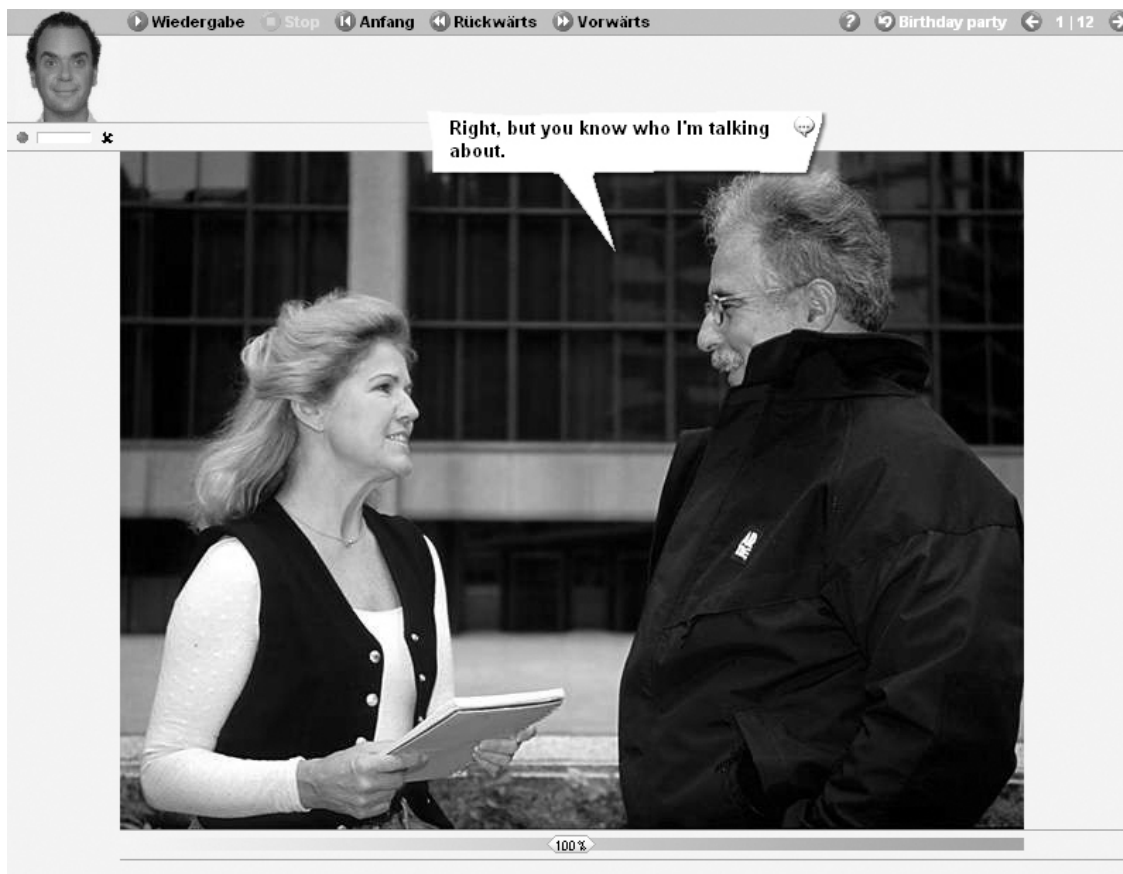 Wiedergabe Stop Anfang Rückwärts Vorwärts ? Birthday party 1 | 12
Right, but you know who I'm talking
about.
100 %